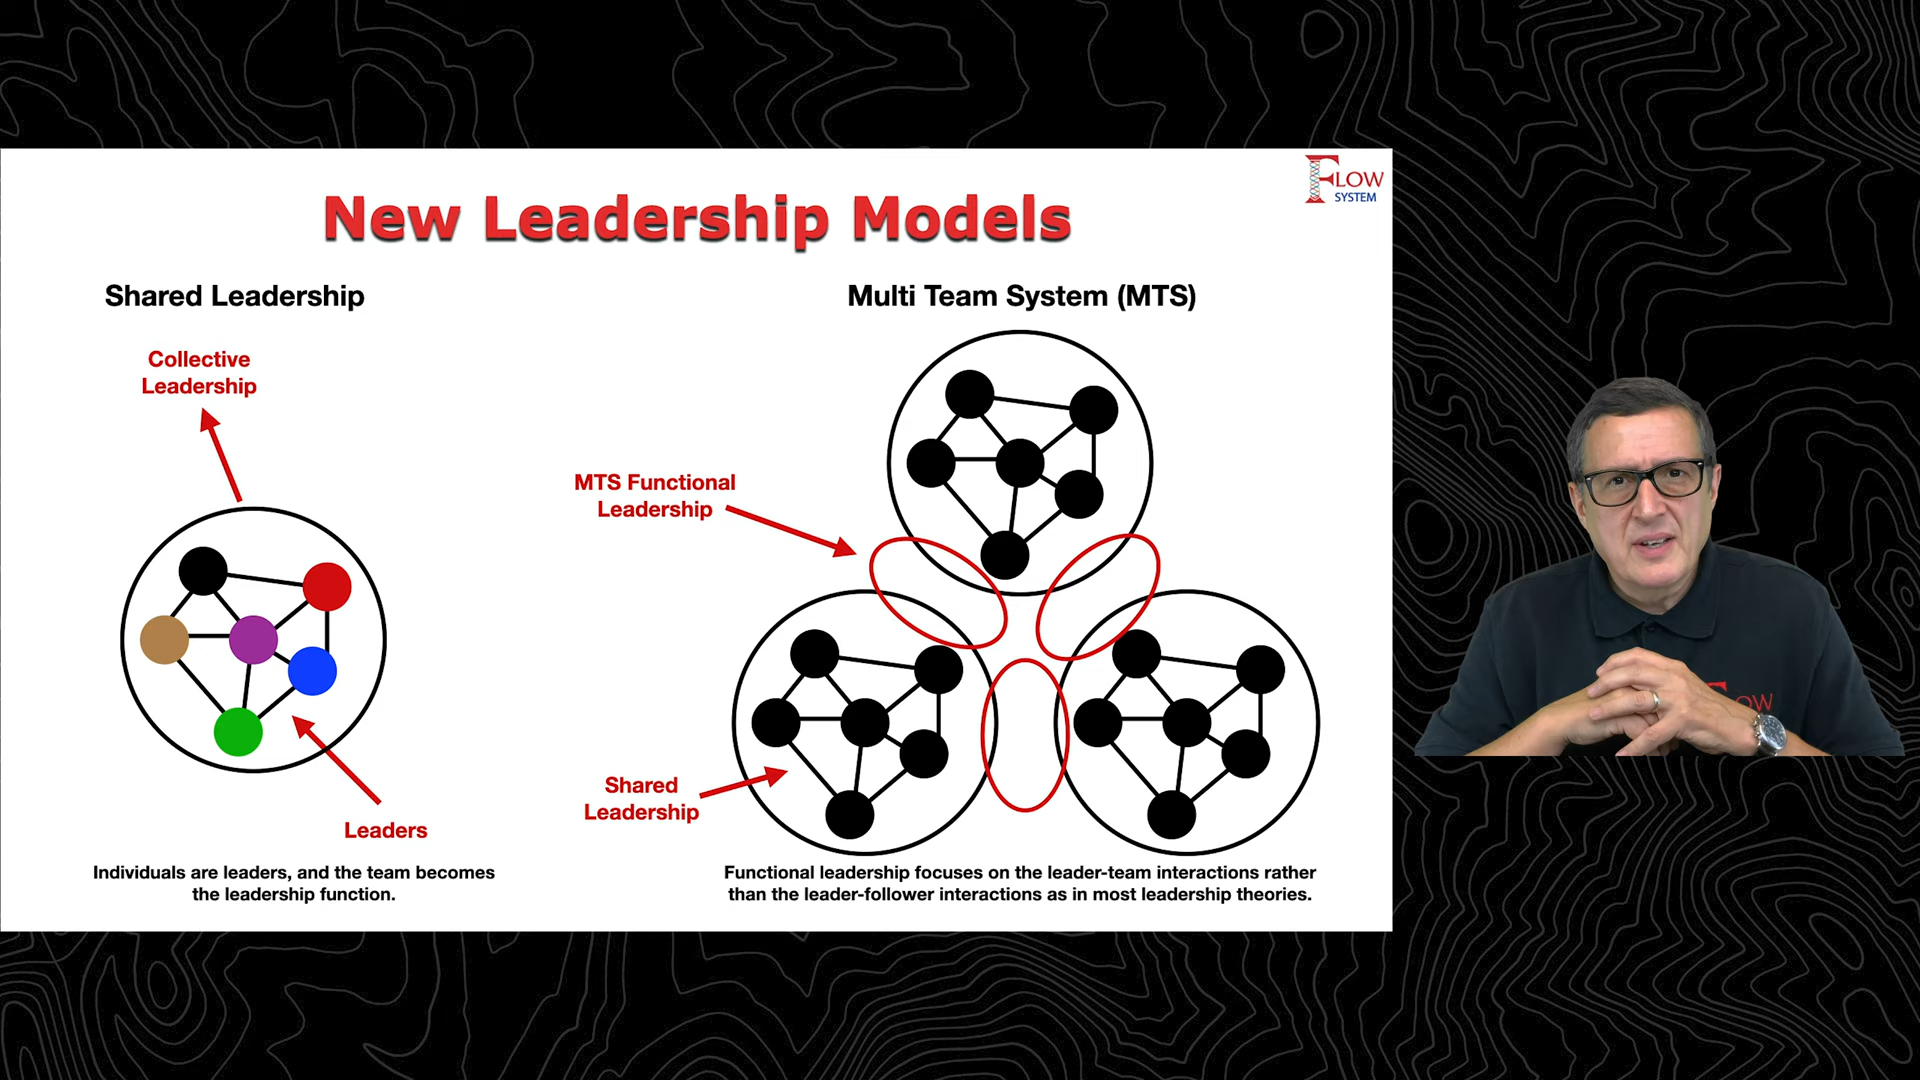 FLOW
SYSTEM
New Leadership Models
Shared Leadership
Multi Team System (MTS)
Collective
Leadership
MTS Functional
Leadership
Shared
Leadership
Leaders
Individuals are leaders, and the team becomes
the leadership function.
Functional leadership focuses on the leader-team interactions rather
than the leader-follower interactions as in most leadership theories.